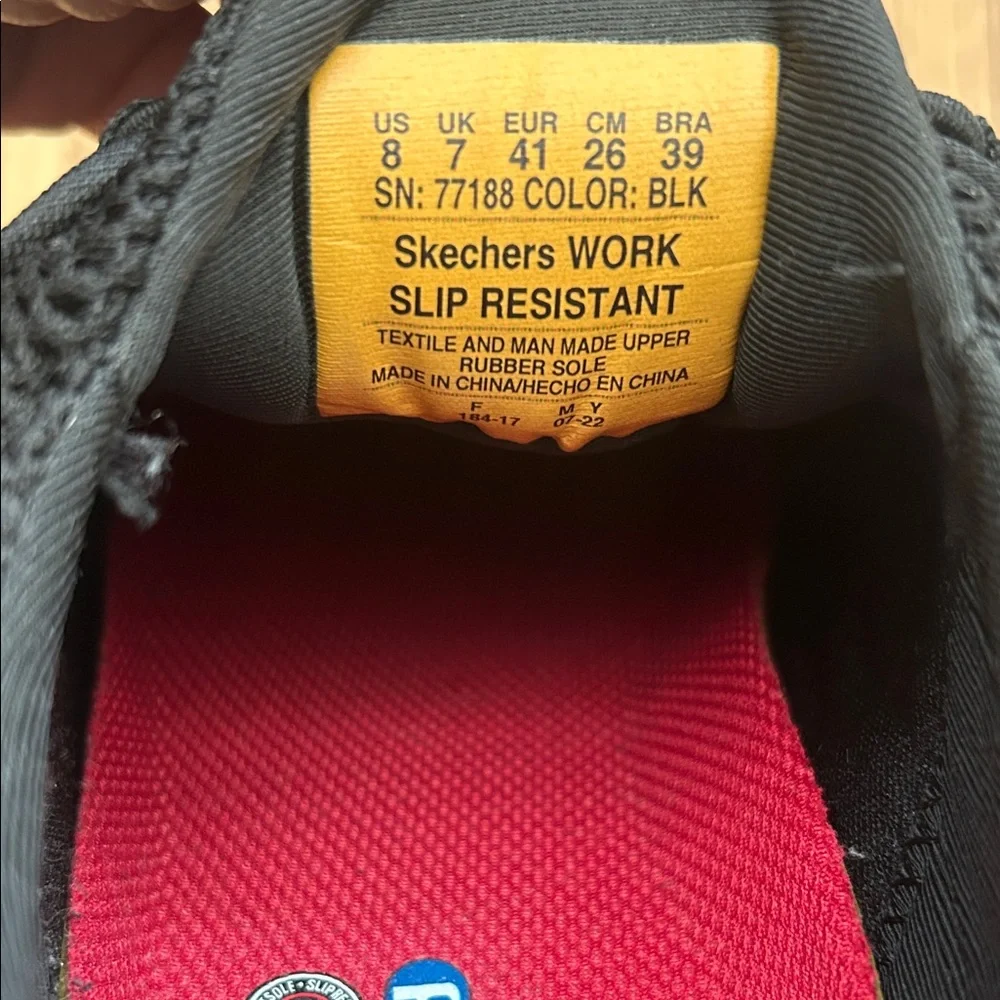 US UK EUR CM BRA
8 7 41 26 39
SN: 77188 COLOR: BLK
Skechers WORK
SLIP RESISTANT
TEXTILE AND MAN MADE UPPER
RUBBER SOLE
MADE IN CHINA/HECHO EN CHINA
F M Y
184-17 07-22